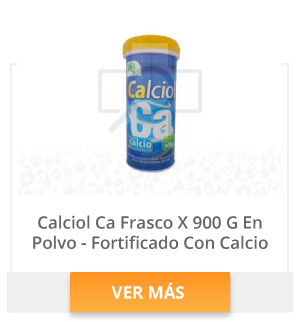 Calciol
Ca
calcio
Calciol Ca Frasco X 900 G En
Polvo - Fortificado Con Calcio
VER MÁS